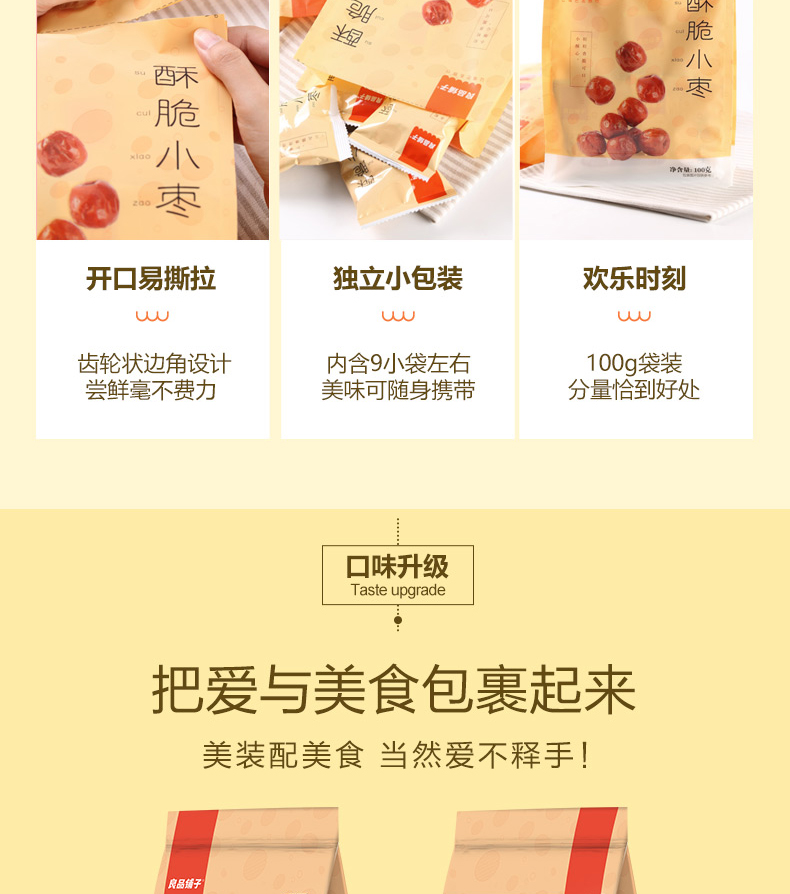 酥脆小枣
su
cui
xiao
zao
酥脆
良品铺子
良品铺子
酥脆小枣
净含量:100克
开口易撕拉
齿轮状边角设计
尝鲜毫不费力
独立小包装
内含9小袋左右
美味可随身携带
欢乐时刻
100g袋装
分量恰到好处
口味升级
Taste upgrade
把爱与美食包裹起来
美装配美食 当然爱不释手!
良品铺子